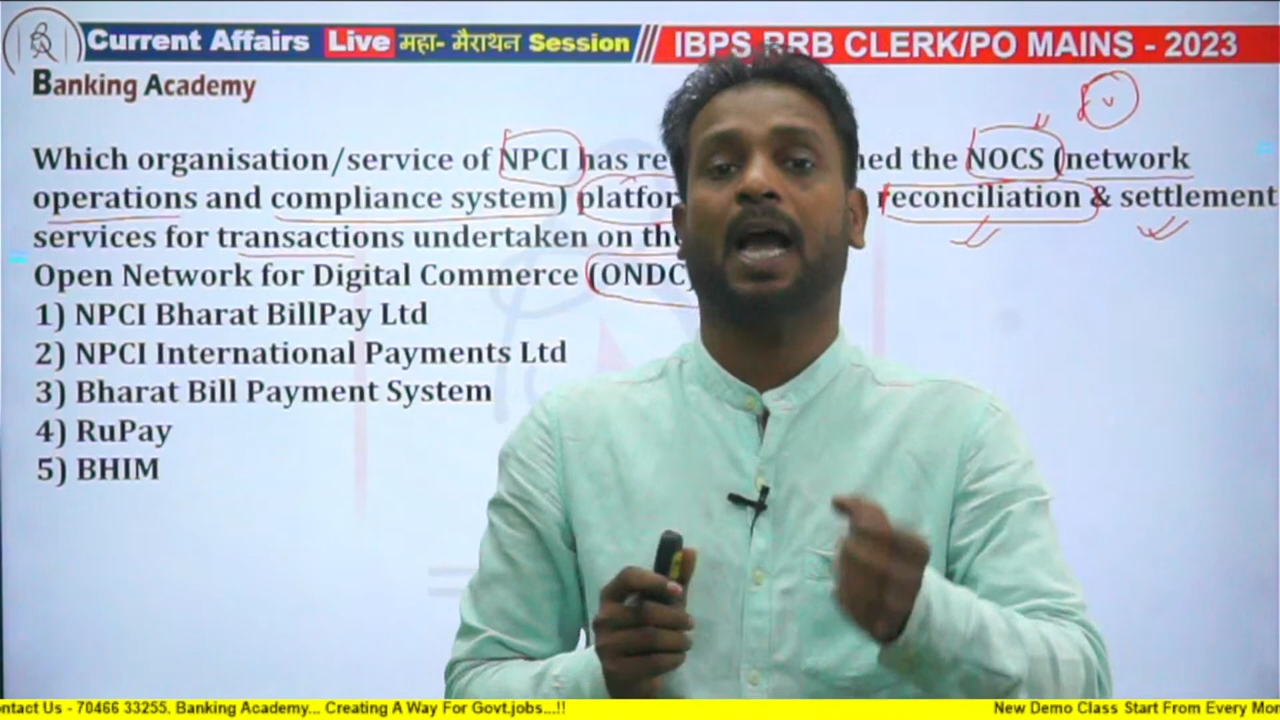 Current Affairs Live महा- मैराथन Session // IBPS RRB CLERK/PO MAINS - 2023
Banking Academy
Which organisation/service of NPCI has re ned the NOCS (network
operations and compliance system) platfor reconciliation & settlement
services for transactions undertaken on the
Open Network for Digital Commerce (ONDC)
1) NPCI Bharat BillPay Ltd
2) NPCI International Payments Ltd
3) Bharat Bill Payment System
4) RuPay
5) BHIM
ntact Us - 70466 33255. Banking Academy... Creating A Way For Govt.jobs...!! New Demo Class Start From Every Mon